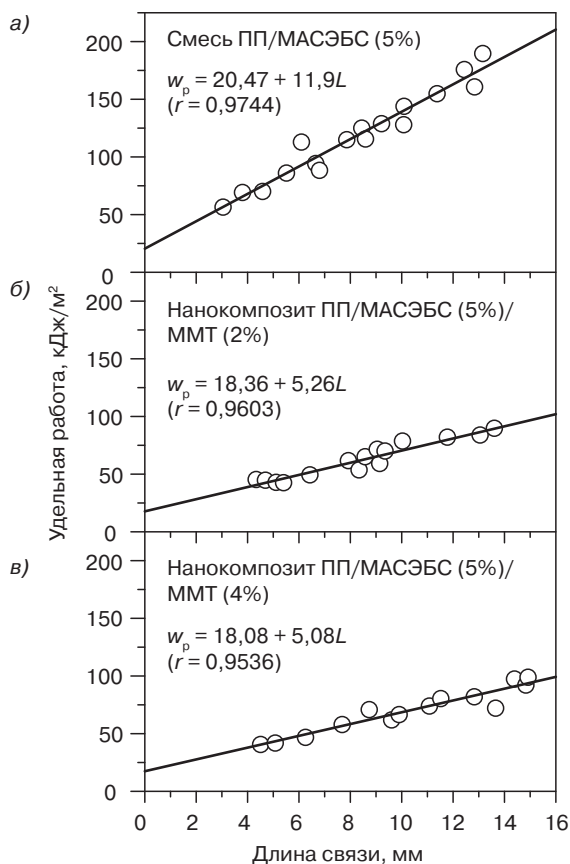 а)
200
150
100
50
0
Смесь ПП/МАСЭБС (5%)
wр = 20,47 + 11,9L
(r = 0,9744)
б)
200
150
100
50
0
Нанокомпозит ПП/МАСЭБС (5%)/
ММТ (2%)
wр = 18,36 + 5,26L
(r = 0,9603)
Удельная работа, кДж/м²
в)
200
150
100
50
0
Нанокомпозит ПП/МАСЭБС (5%)/
ММТ (4%)
wр = 18,08 + 5,08L
(r = 0,9536)
0 2 4 6 8 10 12 14 16
Длина связи, мм